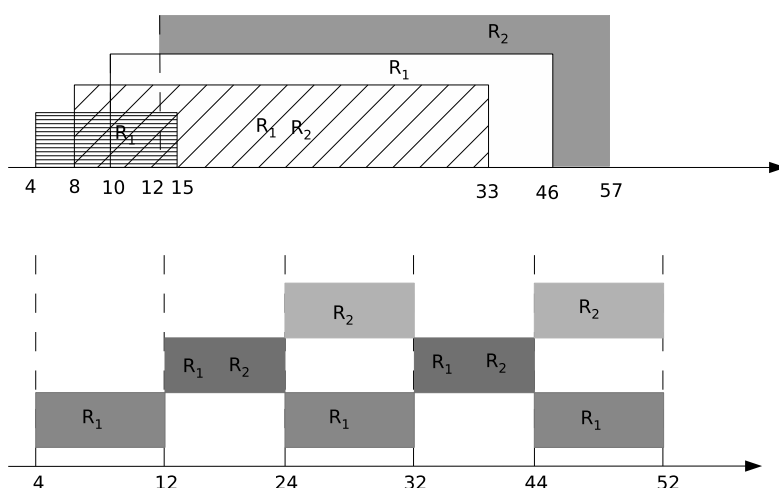 R₂
R₁
R₁ R₁ R₂
4 8 10 12 15 33 46 57
R₂ R₂
R₁ R₂ R₁ R₂
R₁ R₁ R₁
4 12 24 32 44 52